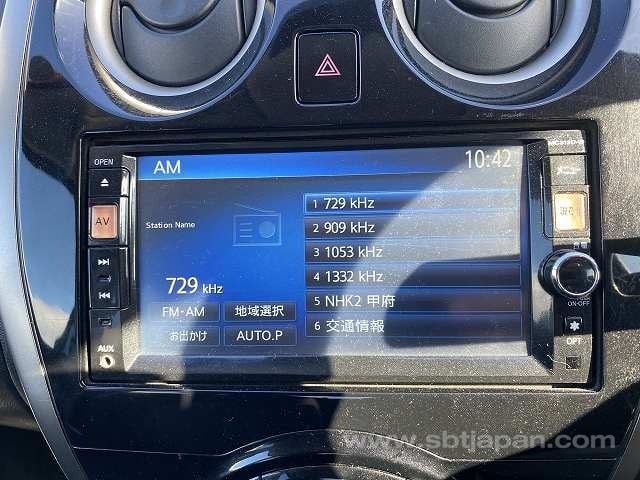 OPEN
AM
10:42
AV
Station Name
729 kHz
FM-AM
地域選択
お出かけ
AUTO.P
1 729 kHz
2 909 kHz
3 1053 kHz
4 1332 kHz
5 NHK2 甲府
6 交通情報
AUX
ON·OFF
OPT
www.sbtjapan.com